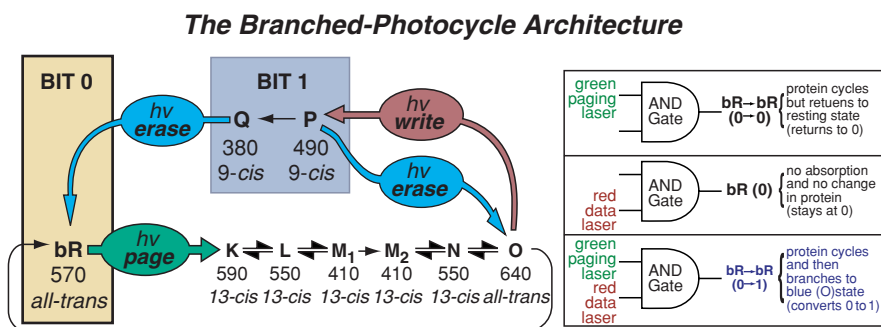 The Branched-Photocycle Architecture
BIT 0
BIT 1
hv
erase
Q
P
380
490
9-cis
9-cis
hv
write
hv
erase
bR
570
all-trans
hv
page
K L M1 M2 N O
590 550 410 410 550 640
13-cis 13-cis 13-cis 13-cis 13-cis all-trans
green
paging
laser
AND
Gate
bR→bR
(0→0)
protein cycles
but retuens to
resting state
(returns to 0)
red
data
laser
AND
Gate
bR (0)
no absorption
and no change
in protein
(stays at 0)
green
paging
laser
red
data
laser
AND
Gate
bR→bR
(0→1)
protein cycles
and then
branches to
blue (O)state
(converts 0 to 1)